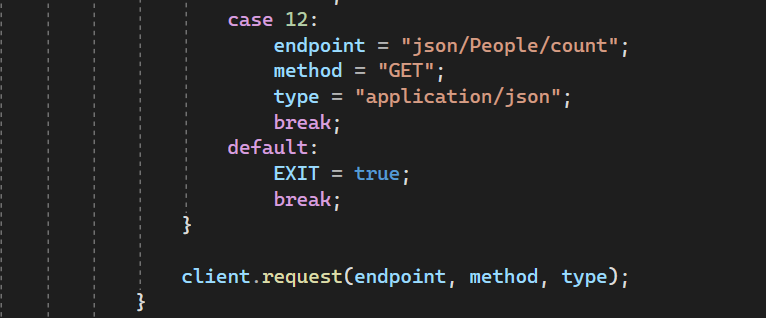 case 12:
endpoint = "json/People/count";
method = "GET";
type = "application/json";
break;
default:
EXIT = true;
break;
}
client.request(endpoint, method, type);
}